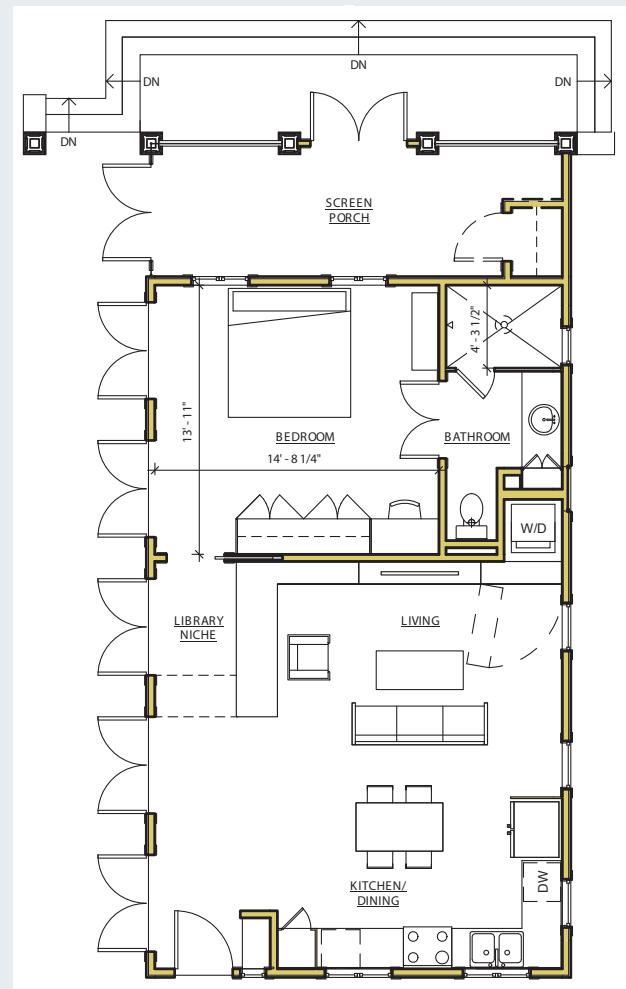 DN
DN
DN
DN
SCREEN
PORCH
4' - 3 1/2"
13' - 11"
BEDROOM
BATHROOM
14' - 8 1/4"
W/D
LIBRARY
NICHE
LIVING
DW
KITCHEN/
DINING